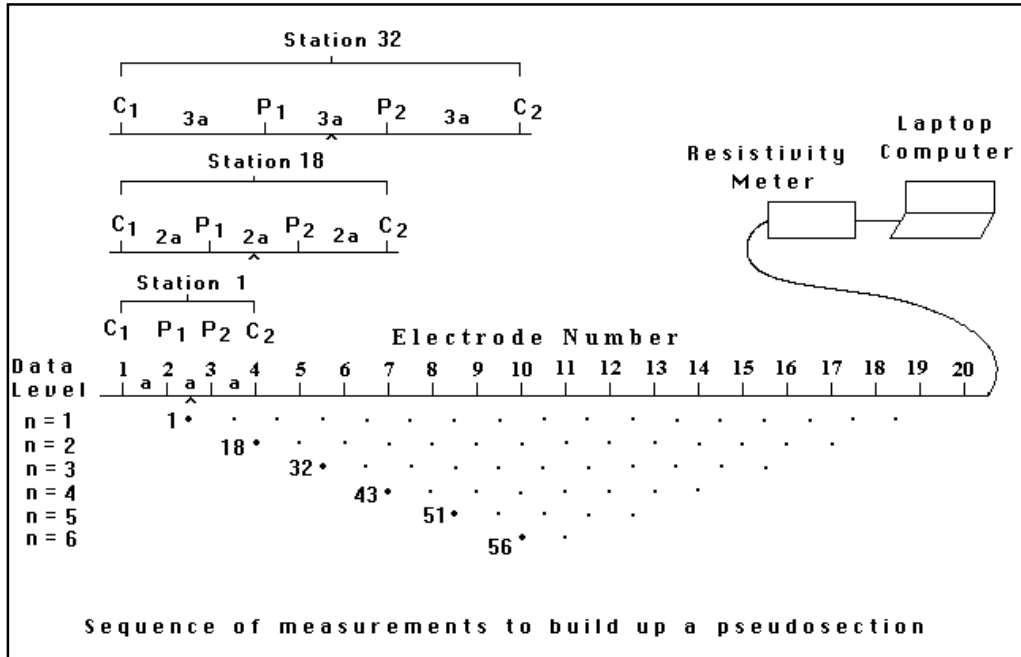 Station 32
C1 3a P1 3a P2 3a C2
Station 18
C1 2a P1 2a P2 2a C2
Station 1
C1 P1 P2 C2
Resistivity
Meter
Laptop
Computer
Electrode Number
Data
Level
1 2 3 4 5 6 7 8 9 10 11 12 13 14 15 16 17 18 19 20
a a a
n = 1 1
n = 2 18
n = 3 32
n = 4 43
n = 5 51
n = 6 56
Sequence of measurements to build up a pseudosection